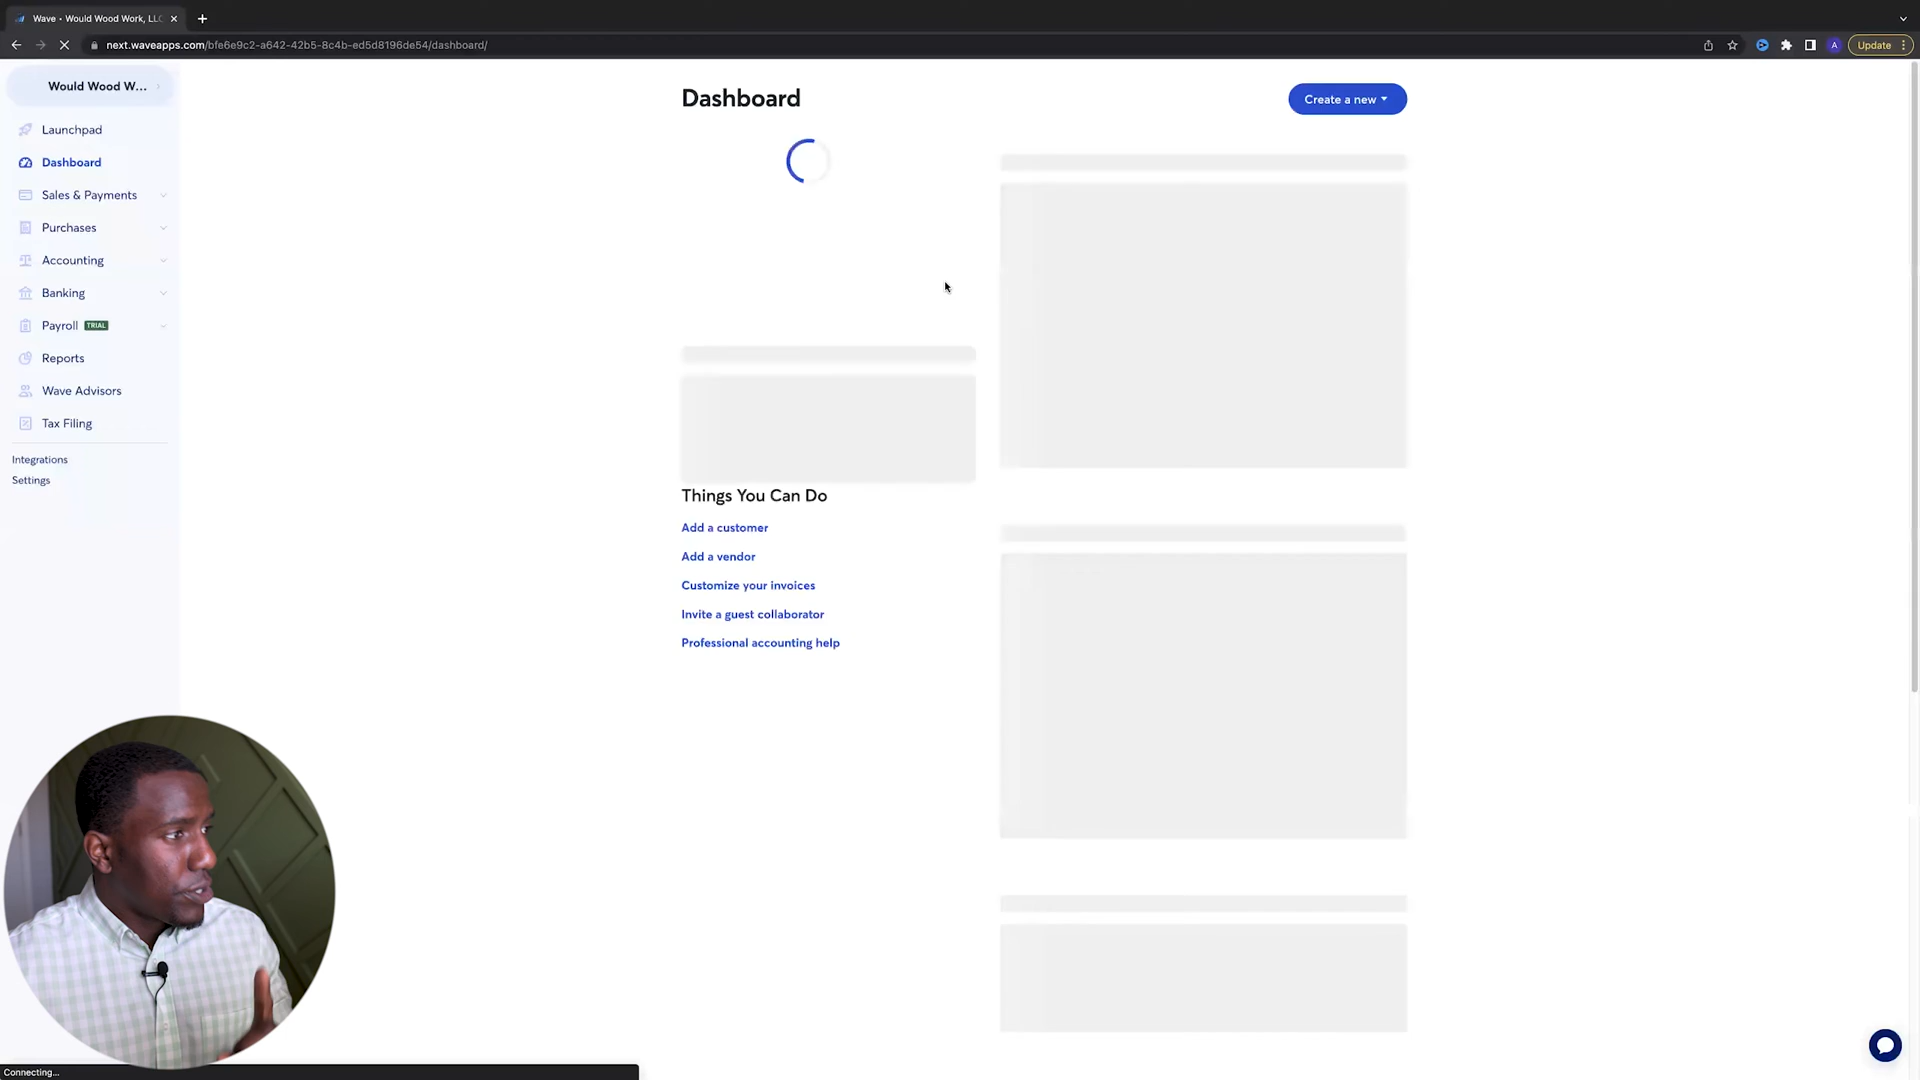 Wave • Would Wood Work, LLC
next.waveapps.com/bfe6e9c2-a642-42b5-8c4b-ed5d8196de54/dashboard/
A
Update
Would Wood W...
Launchpad
Dashboard
Sales & Payments
Purchases
Accounting
Banking
Payroll TRIAL
Reports
Wave Advisors
Tax Filing
Integrations
Settings
Dashboard
Create a new
Things You Can Do
Add a customer
Add a vendor
Customize your invoices
Invite a guest collaborator
Professional accounting help
Connecting...